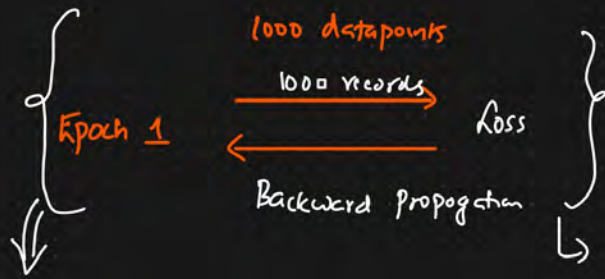 1000 datapoints
1000 records
Epoch 1
Loss
Backward Propogation